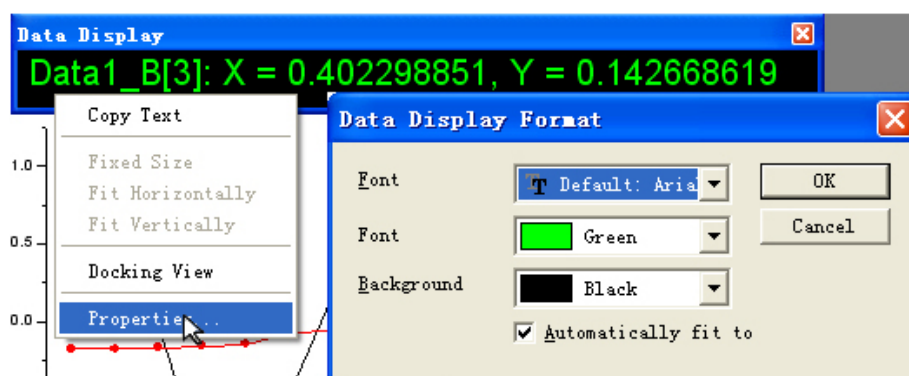 Data Display
Data1_B[3]: X = 0.402298851, Y = 0.142668619
Copy Text
Fixed Size
Fit Horizontally
Fit Vertically
Docking View
Properties...
1.0
0.5
0.0
Data Display Format
Font
Default: Aria
OK
Font
Green
Cancel
Background
Black
Automatically fit to